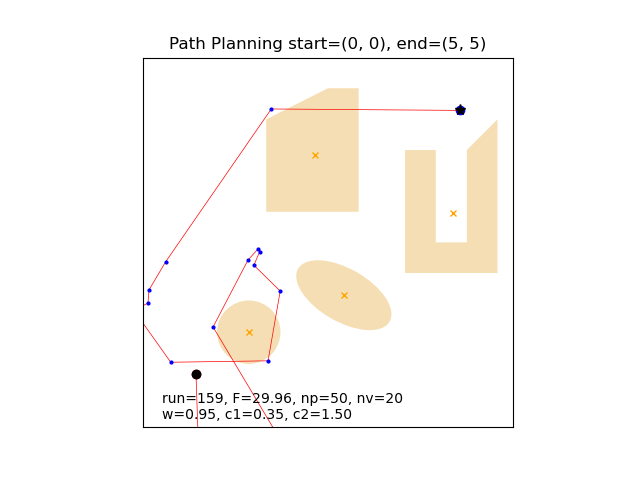 Path Planning start=(0, 0), end=(5, 5)
run=159, F=29.96, np=50, nv=20
w=0.95, c1=0.35, c2=1.50